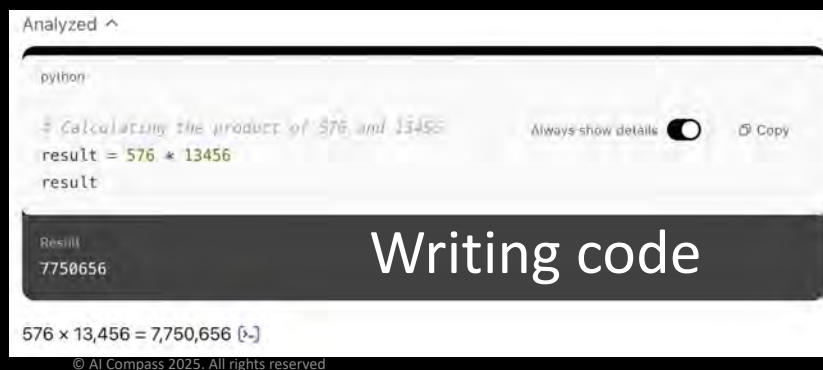 Analyzed ^
python
# Calculating the product of 576 and 13456
Always show details
Copy
result = 576 * 13456
result
Result
7750656
Writing code
576 × 13,456 = 7,750,656 [>-]
© AI Compass 2025. All rights reserved